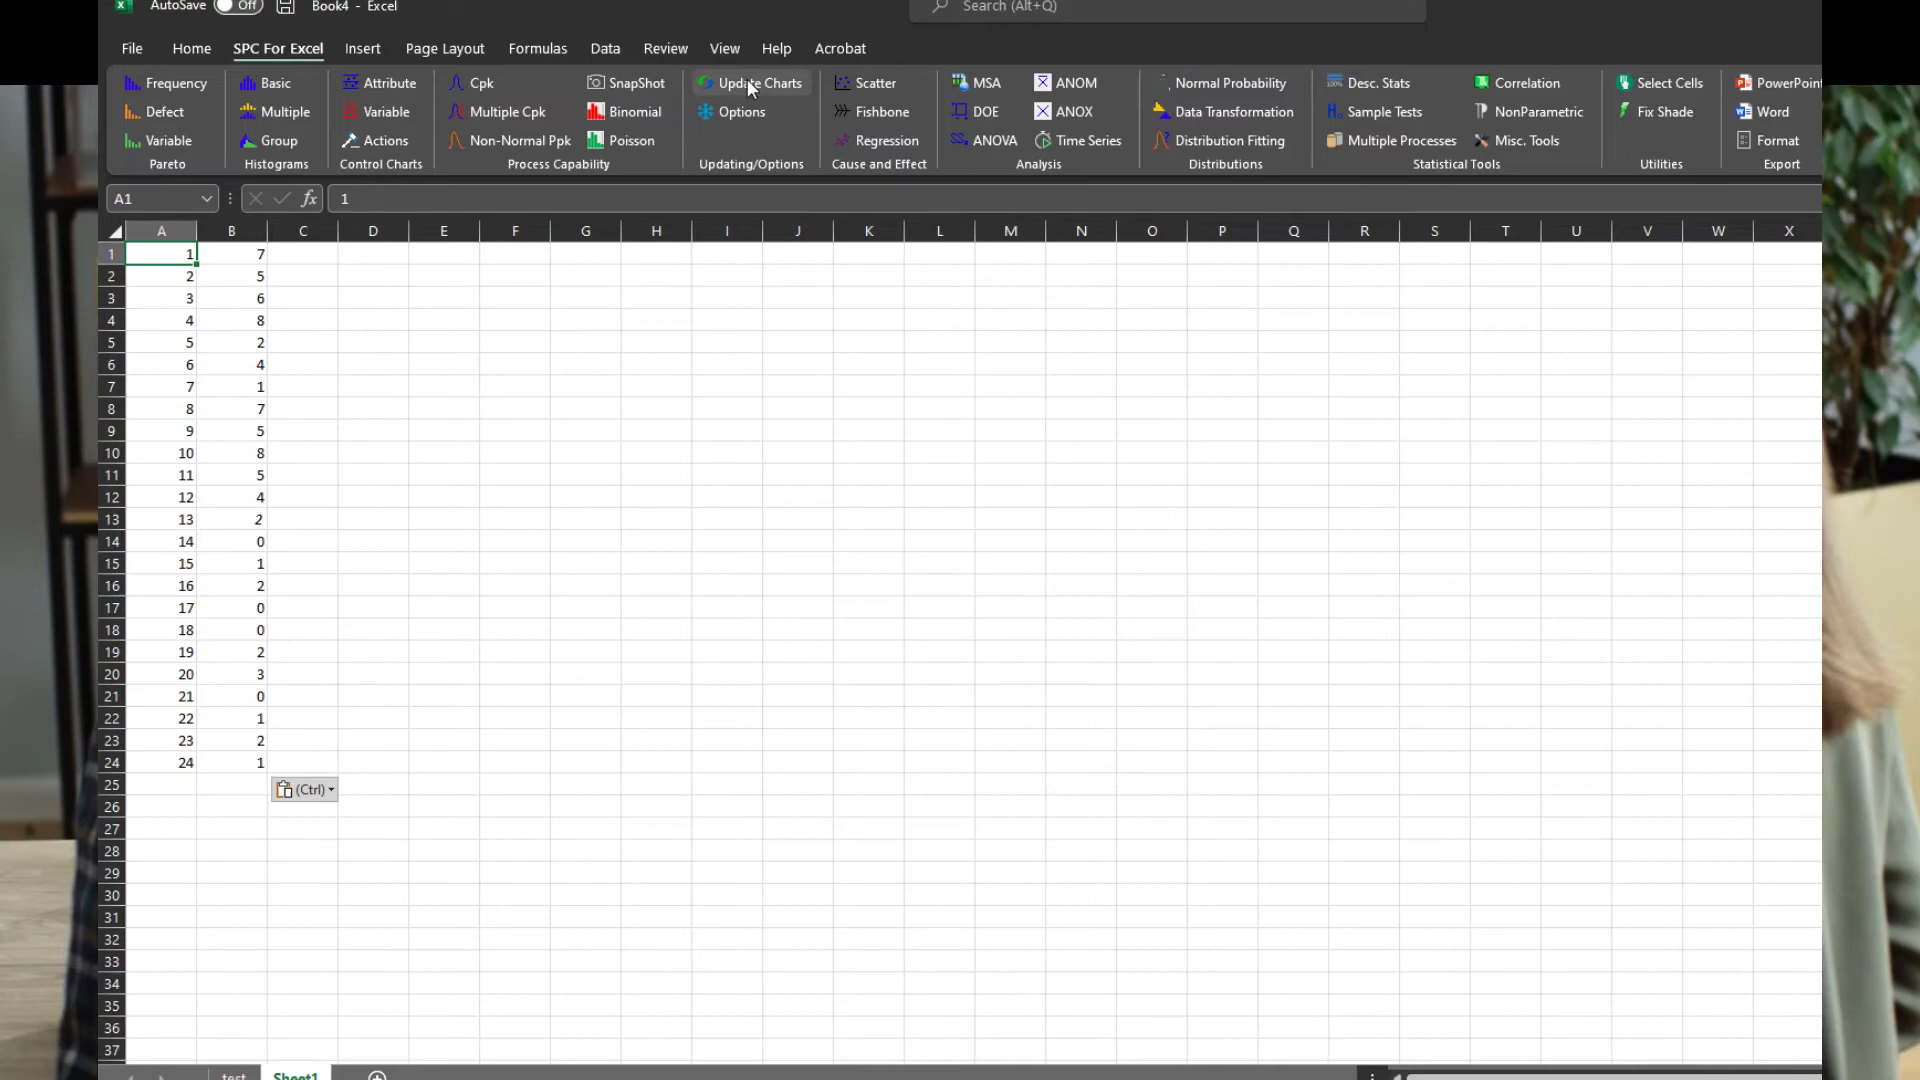 AutoSave Off Book4 - Excel Search (Alt+Q)
File Home SPC For Excel Insert Page Layout Formulas Data Review View Help Acrobat
Frequency Basic Attribute Cpk SnapShot Update Charts Scatter MSA ANOM Normal Probability Desc. Stats Correlation Select Cells PowerPoint
Defect Multiple Variable Multiple Cpk Binomial Options Fishbone DOE ANOX Data Transformation Sample Tests NonParametric Fix Shade Word
Variable Group Actions Non-Normal Ppk Poisson Regression ANOVA Time Series Distribution Fitting Multiple Processes Misc. Tools Format
Pareto Histograms Control Charts Process Capability Updating/Options Cause and Effect Analysis Distributions Statistical Tools Utilities Export
A1 fx 1
A B C D E F G H I J K L M N O P Q R S T U V W X
1 1 7
2 2 5
3 3 6
4 4 8
5 5 2
6 6 4
7 7 1
8 8 7
9 9 5
10 10 8
11 11 5
12 12 4
13 13 2
14 14 0
15 15 1
16 16 2
17 17 0
18 18 0
19 19 2
20 20 3
21 21 0
22 22 1
23 23 2
24 24 1
25 (Ctrl)
26
27
28
29
30
31
32
33
34
35
36
37
test Sheet1